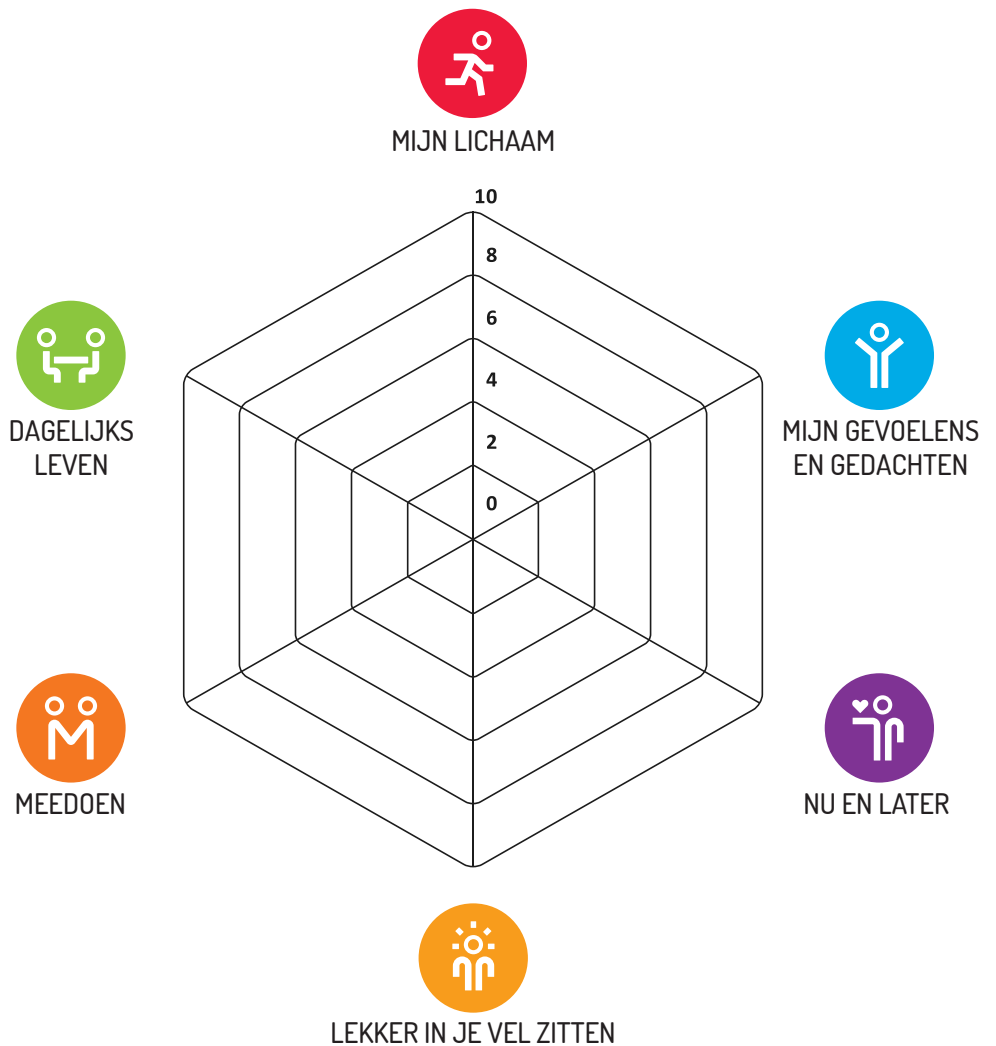 MIJN LICHAAM
10
8
6
4
2
0
DAGELIJKS
LEVEN
MIJN GEVOELENS
EN GEDACHTEN
MEEDOEN
NU EN LATER
LEKKER IN JE VEL ZITTEN